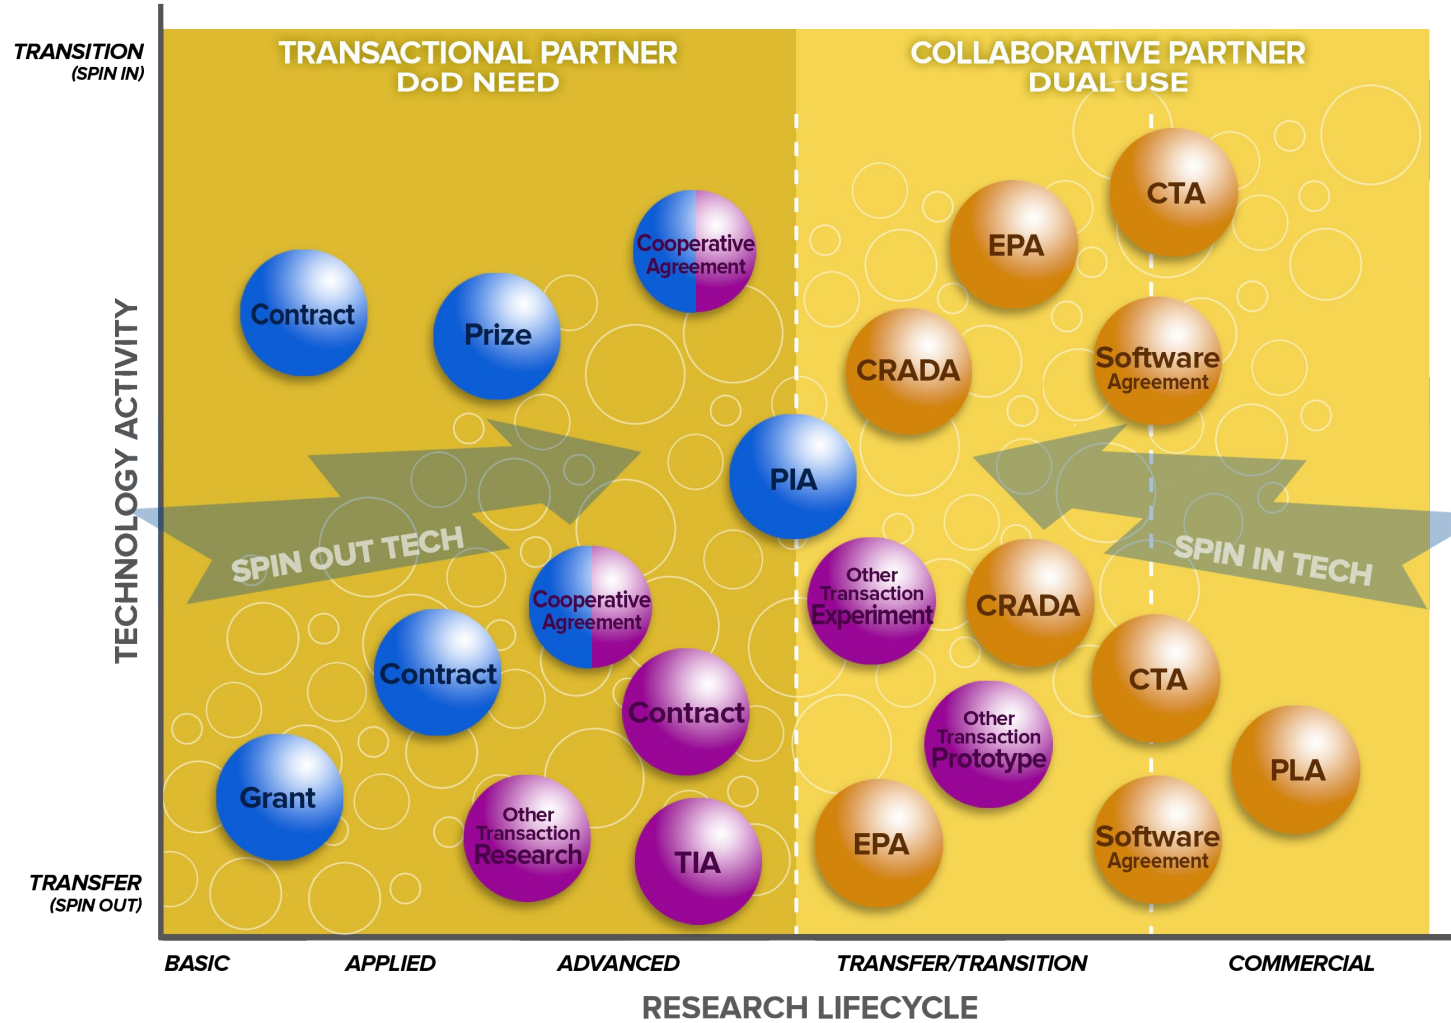 TRANSITION
(SPIN IN)
TRANSACTIONAL PARTNER
DoD NEED
COLLABORATIVE PARTNER
DUAL USE
CTA
EPA
Cooperative
Agreement
Contract
Prize
CRADA
Software
Agreement
PIA
TECHNOLOGY ACTIVITY
SPIN OUT TECH
SPIN IN TECH
Cooperative
Agreement
Other
Transaction
Experiment
CRADA
Contract
CTA
Contract
Other
Transaction
Prototype
PLA
Grant
Other
Transaction
Research
TIA
EPA
Software
Agreement
TRANSFER
(SPIN OUT)
BASIC
APPLIED
ADVANCED
TRANSFER/TRANSITION
COMMERCIAL
RESEARCH LIFECYCLE